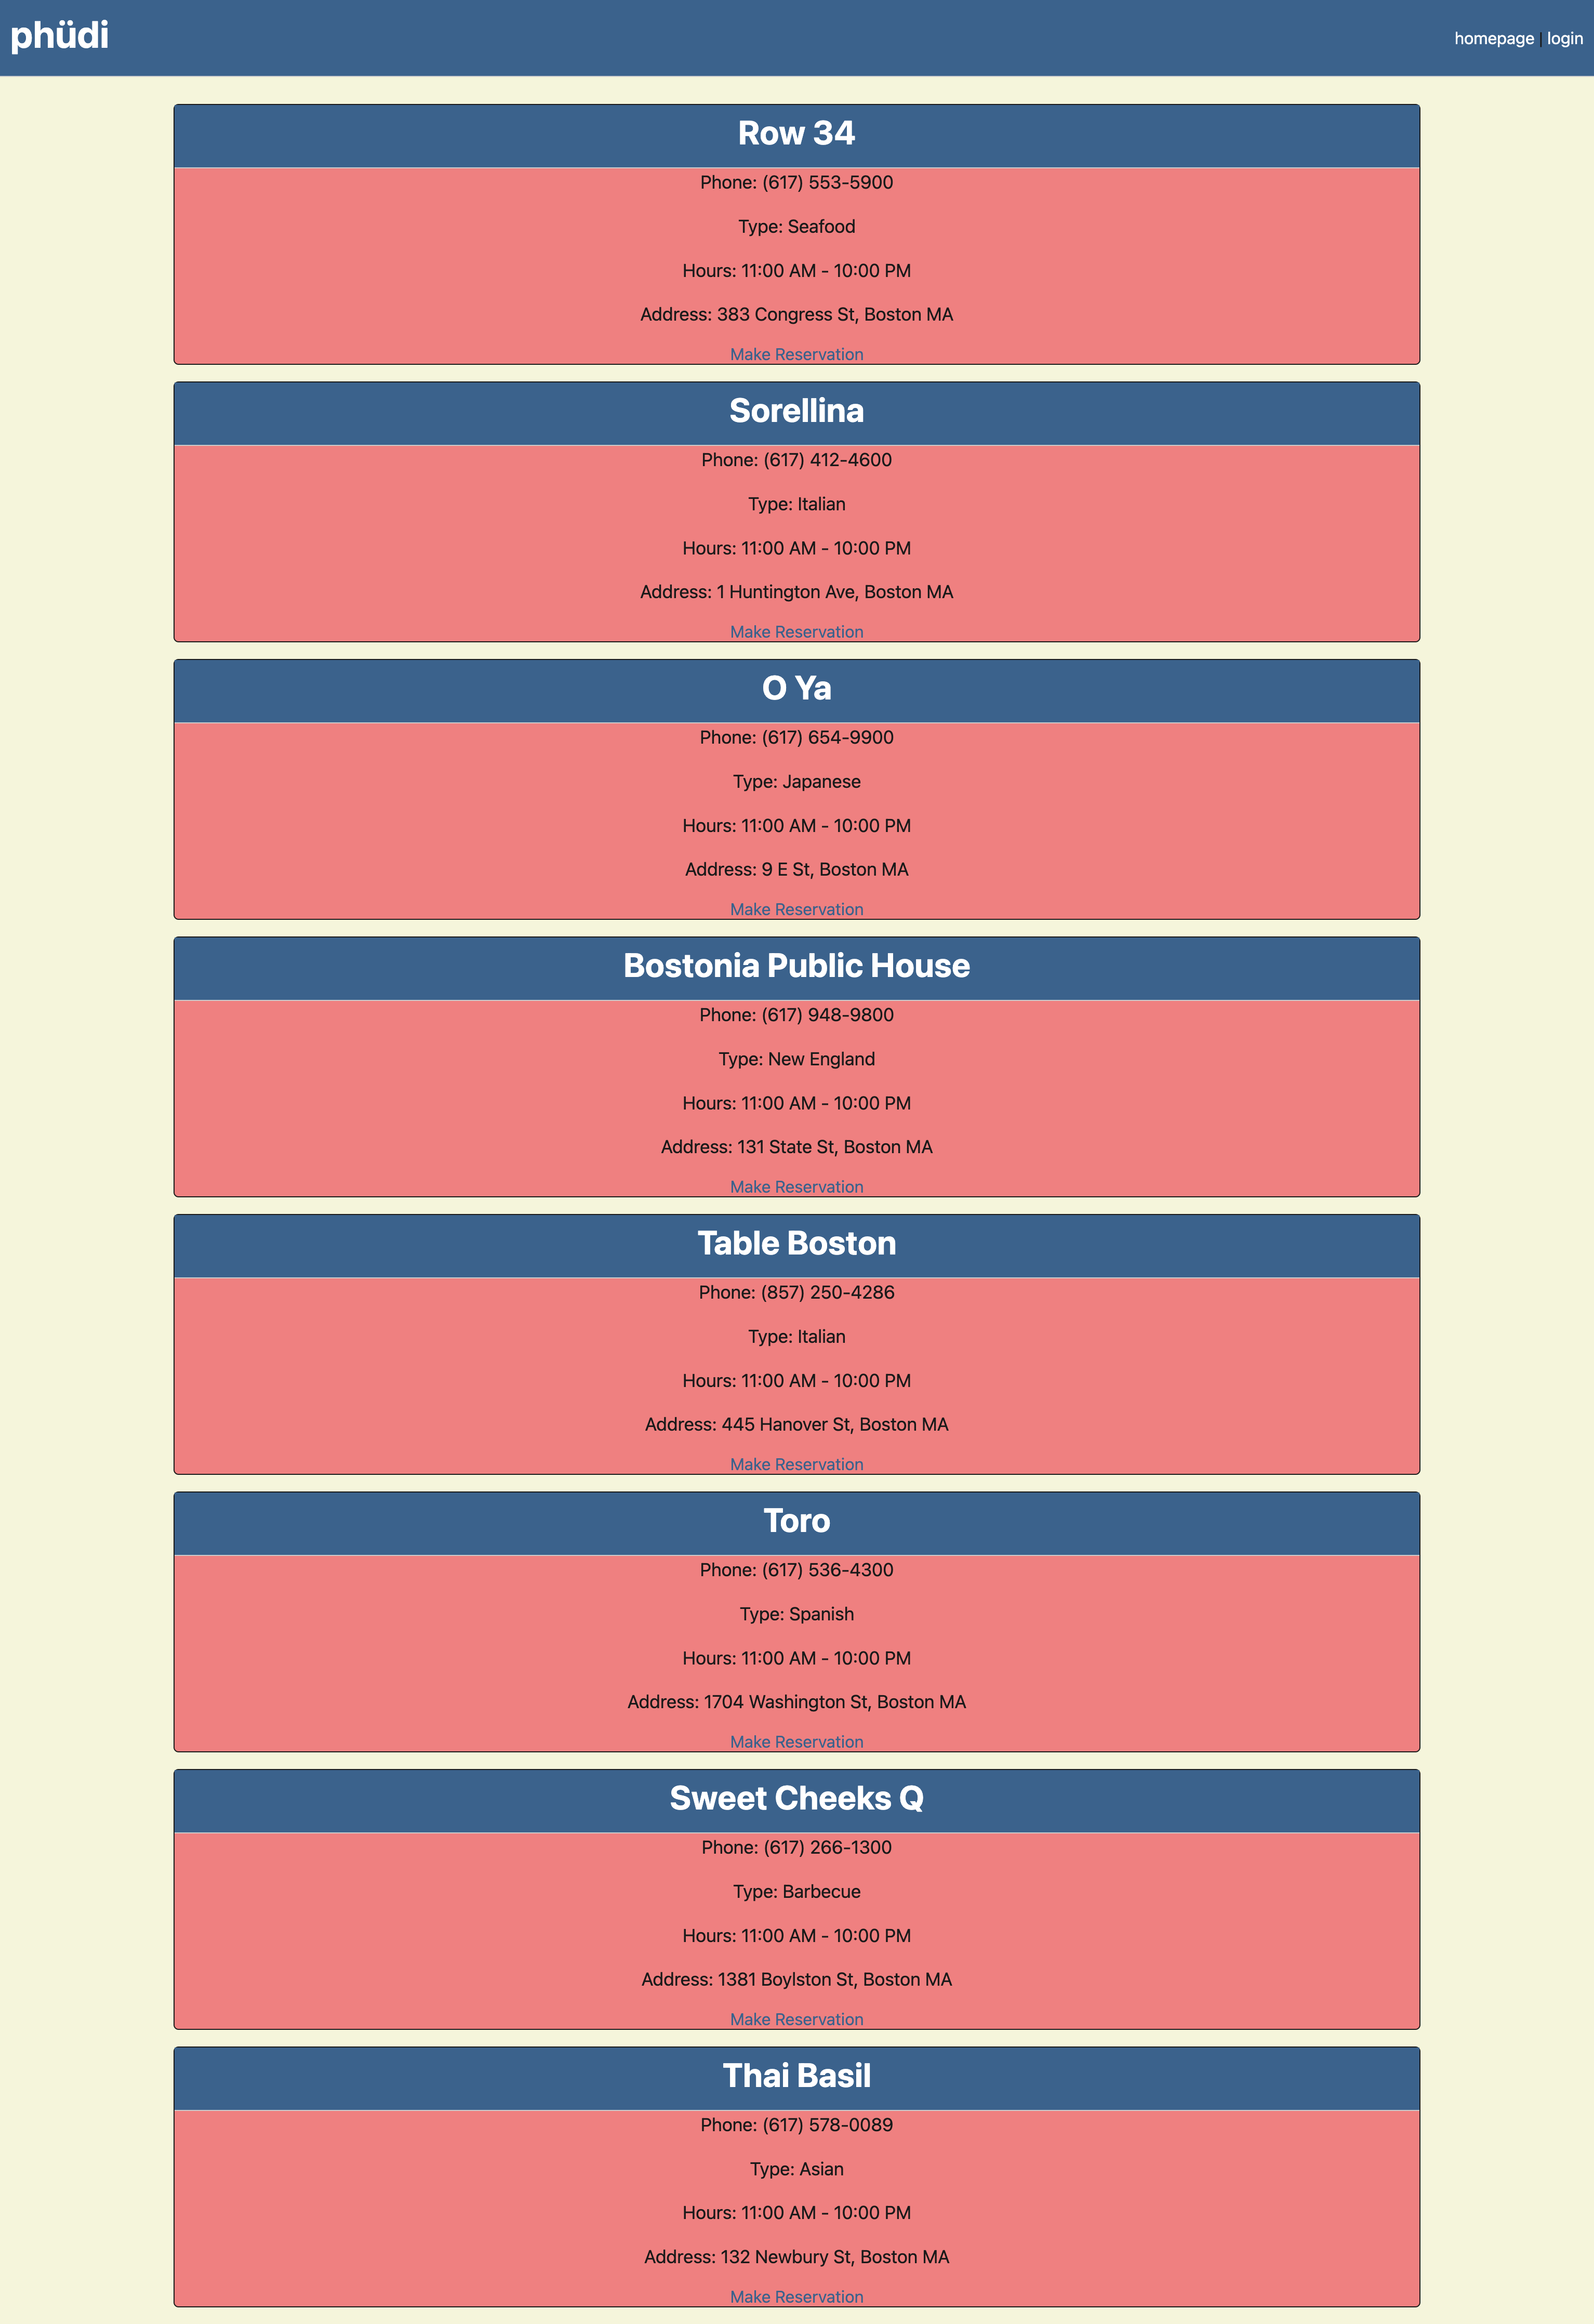 phüdi
homepage | login
Row 34
Phone: (617) 553-5900
Type: Seafood
Hours: 11:00 AM - 10:00 PM
Address: 383 Congress St, Boston MA
Make Reservation
Sorellina
Phone: (617) 412-4600
Type: Italian
Hours: 11:00 AM - 10:00 PM
Address: 1 Huntington Ave, Boston MA
Make Reservation
O Ya
Phone: (617) 654-9900
Type: Japanese
Hours: 11:00 AM - 10:00 PM
Address: 9 E St, Boston MA
Make Reservation
Bostonia Public House
Phone: (617) 948-9800
Type: New England
Hours: 11:00 AM - 10:00 PM
Address: 131 State St, Boston MA
Make Reservation
Table Boston
Phone: (857) 250-4286
Type: Italian
Hours: 11:00 AM - 10:00 PM
Address: 445 Hanover St, Boston MA
Make Reservation
Toro
Phone: (617) 536-4300
Type: Spanish
Hours: 11:00 AM - 10:00 PM
Address: 1704 Washington St, Boston MA
Make Reservation
Sweet Cheeks Q
Phone: (617) 266-1300
Type: Barbecue
Hours: 11:00 AM - 10:00 PM
Address: 1381 Boylston St, Boston MA
Make Reservation
Thai Basil
Phone: (617) 578-0089
Type: Asian
Hours: 11:00 AM - 10:00 PM
Address: 132 Newbury St, Boston MA
Make Reservation